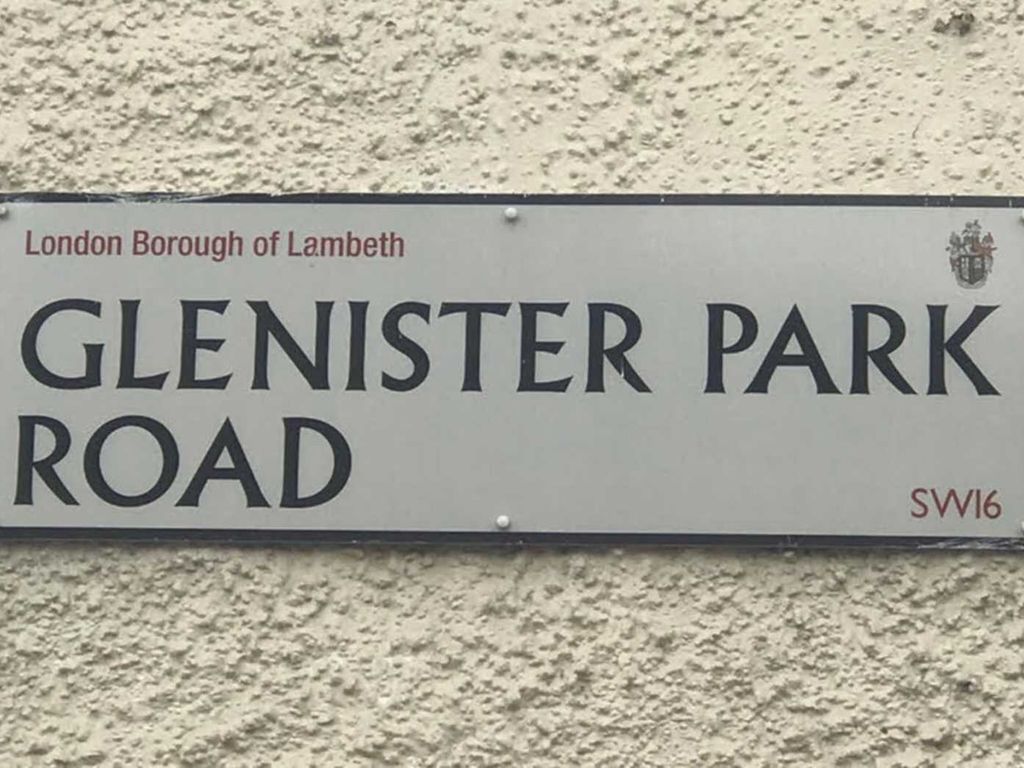 London Borough of Lambeth
GLENISTER PARK
ROAD
SW16